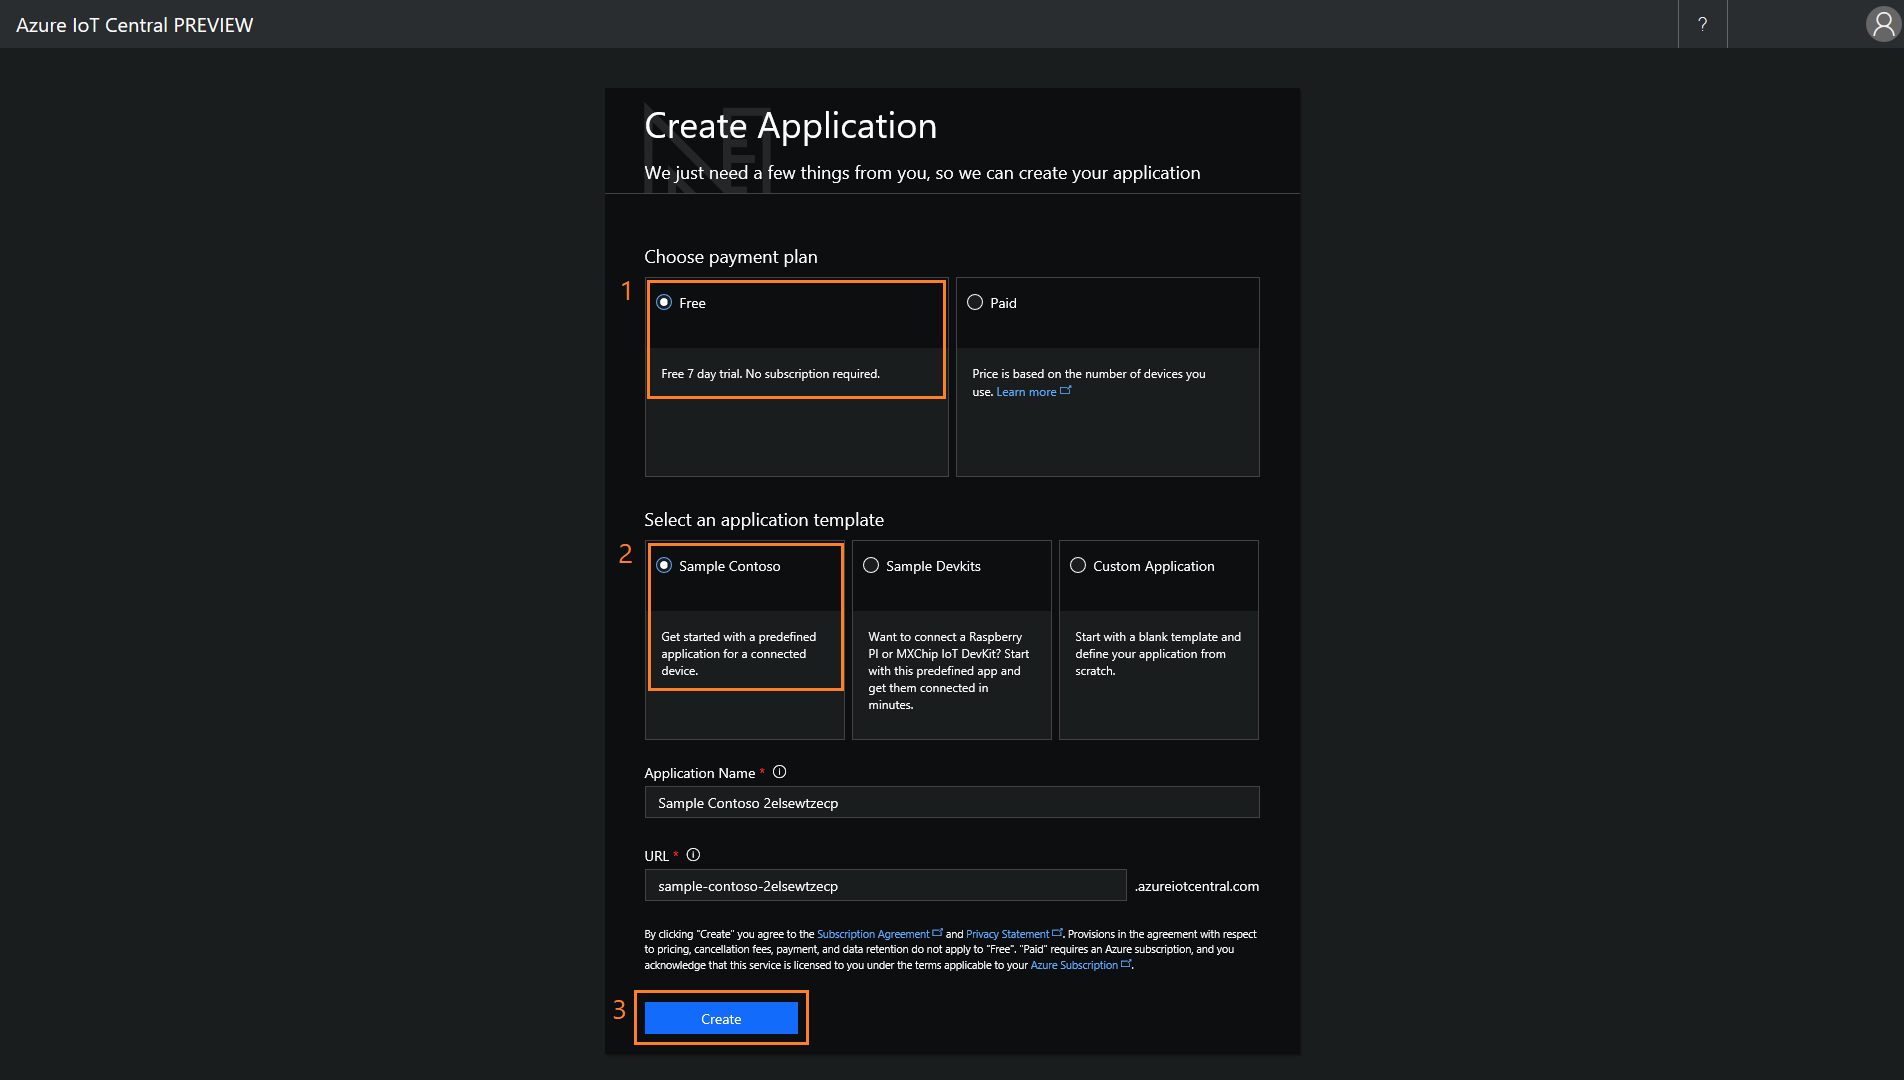 Azure IoT Central PREVIEW
?
Create Application
We just need a few things from you, so we can create your application
Choose payment plan
1
Free
Free 7 day trial. No subscription required.
Paid
Price is based on the number of devices you
use. Learn more
Select an application template
2
Sample Contoso
Get started with a predefined
application for a connected
device.
Sample Devkits
Want to connect a Raspberry
PI or MXChip IoT DevKit? Start
with this predefined app and
get them connected in
minutes.
Custom Application
Start with a blank template and
define your application from
scratch.
Application Name *
Sample Contoso 2elsewtzecp
URL *
sample-contoso-2elsewtzecp .azureiotcentral.com
By clicking "Create" you agree to the Subscription Agreement and Privacy Statement. Provisions in the agreement with respect
to pricing, cancellation fees, payment, and data retention do not apply to "Free". "Paid" requires an Azure subscription, and you
acknowledge that this service is licensed to you under the terms applicable to your Azure Subscription.
3
Create